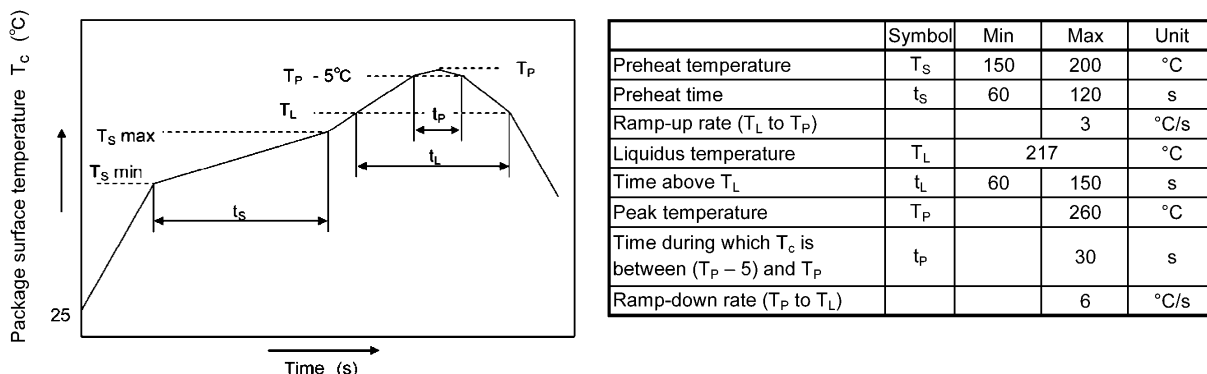 Package surface temperature T_C (°C)
T_P
T_P - 5°C
T_L
t_P
T_S max
t_L
T_S min
t_S
25
Time (s)
Symbol Min Max Unit
Preheat temperature T_S 150 200 °C
Preheat time t_S 60 120 s
Ramp-up rate (T_L to T_P) 3 °C/s
Liquidus temperature T_L 217 °C
Time above T_L t_L 60 150 s
Peak temperature T_P 260 °C
Time during which T_c is
between (T_P – 5) and T_P t_P 30 s
Ramp-down rate (T_P to T_L) 6 °C/s